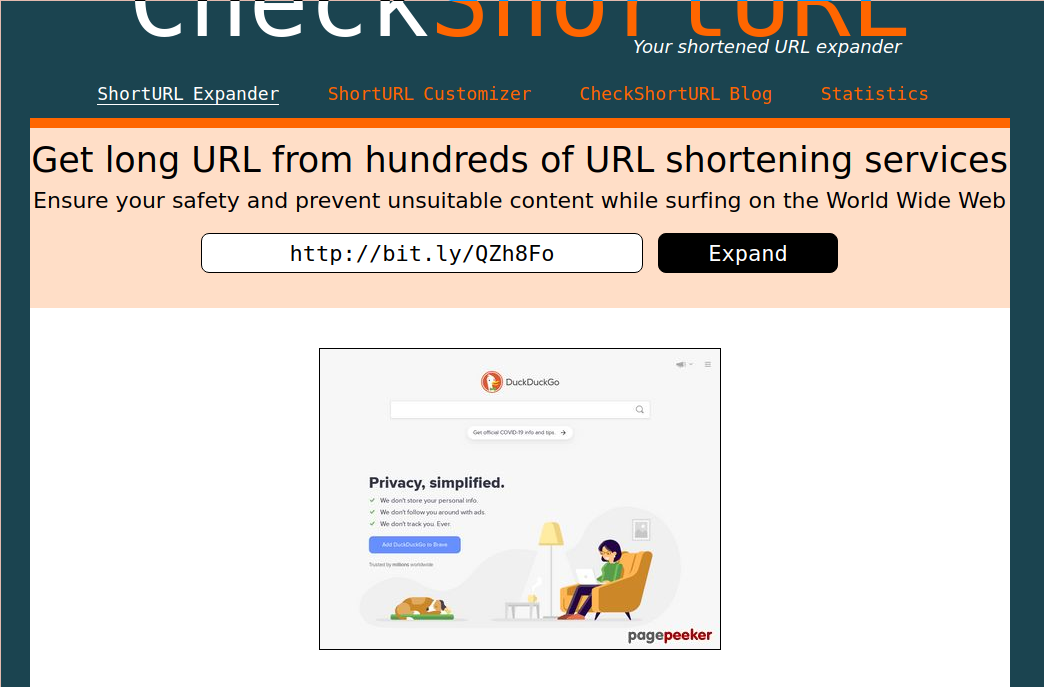 CheckShortURL
Your shortened URL expander
ShortURL Expander ShortURL Customizer CheckShortURL Blog Statistics
Get long URL from hundreds of URL shortening services
Ensure your safety and prevent unsuitable content while surfing on the World Wide Web
http://bit.ly/QZh8Fo Expand
DuckDuckGo
Get official COVID-19 info and tips.
Privacy, simplified.
We don't store your personal info.
We don't follow you around with ads.
We don't track you. Ever.
Add DuckDuckGo to Brave
Trusted by millions worldwide
pagepeeker